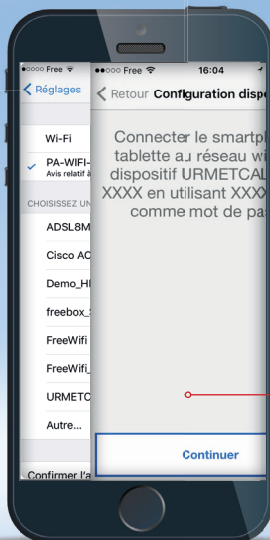 ●○○○○ Free
Réglages
Wi-Fi
PA-WIFI-
Avis relatif à
CHOISISSEZ UN
ADSL8M
Cisco AC
Demo_H
freebox_
FreeWifi
FreeWifi_
URMETC
Autre...
Confirmer l'a
●●○○○ Free 16:04
Retour Configuration dispo
Connecter le smartpl
tablette au réseau wi
dispositif URMETCAL
XXXX en utilisant XXXX
comme mot de pas
Continuer